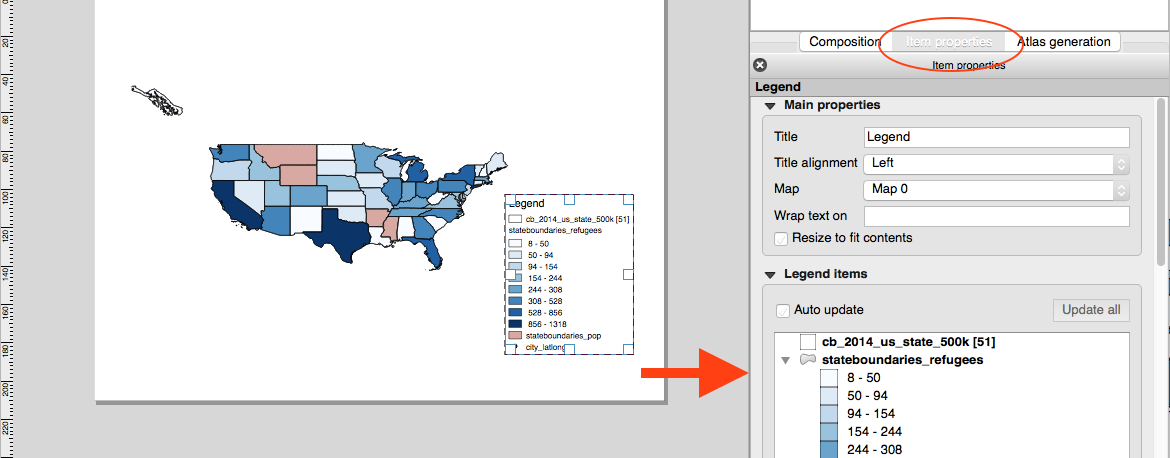 Legend
cb_2014_us_state_500k [51]
stateboundaries_refugees
8 - 50
50 - 94
94 - 154
154 - 244
244 - 308
308 - 528
528 - 856
856 - 1318
stateboundaries_pop
city_latlong
Composition
Item properties
Atlas generation
Item properties
Legend
Main properties
Title
Legend
Title alignment
Left
Map
Map 0
Wrap text on
Resize to fit contents
Legend items
Auto update
Update all
cb_2014_us_state_500k [51]
stateboundaries_refugees
8 - 50
50 - 94
94 - 154
154 - 244
244 - 308
0
20
40
60
80
100
120
140
160
180
200
220